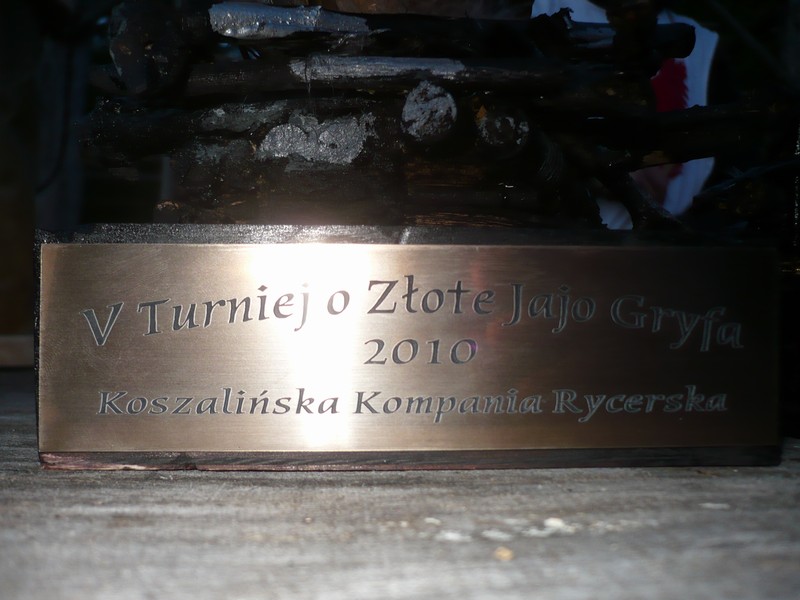 V Turniej o Złote Jajo Gryfa
2010
Koszalińska Kompania Rycerska